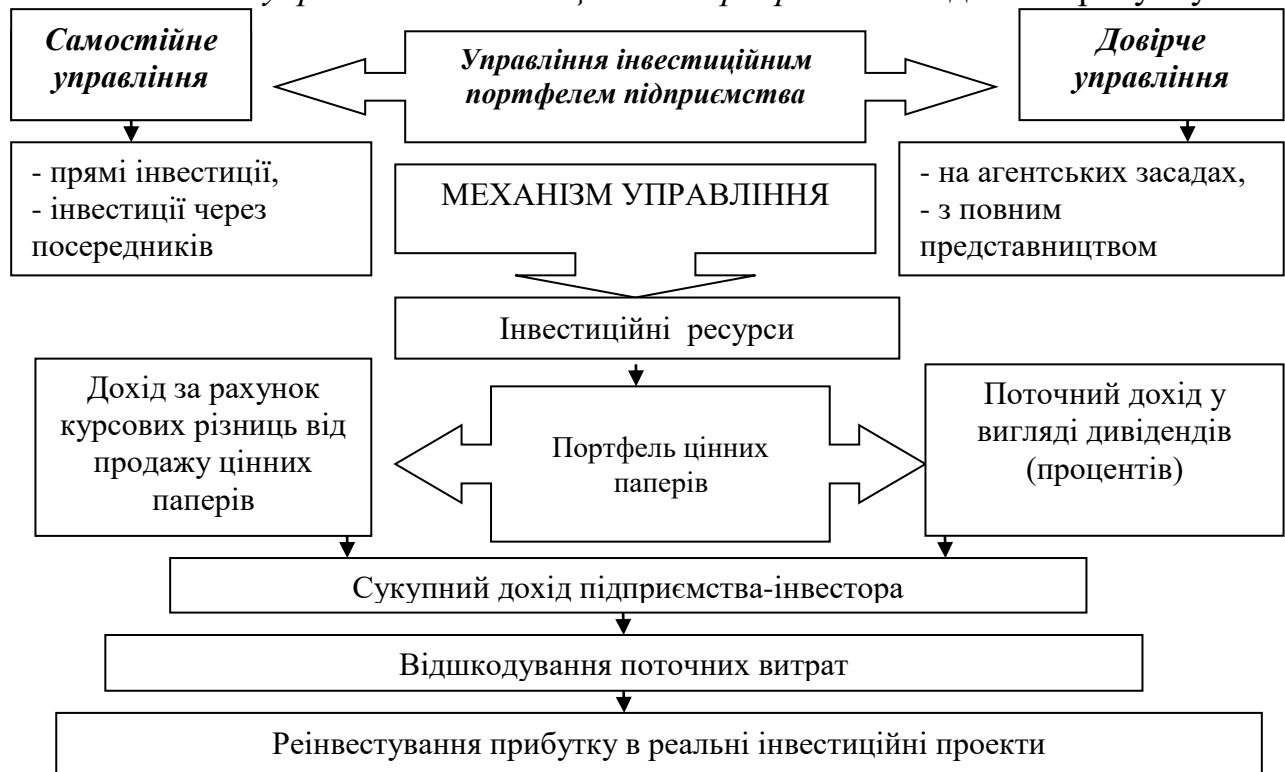 Самостійне
управління
Управління інвестиційним
портфелем підприємства
Довірче
управління
- прямі інвестиції,
- інвестиції через
посередників
МЕХАНІЗМ УПРАВЛІННЯ
- на агентських засадах,
- з повним
представництвом
Інвестиційні ресурси
Дохід за рахунок
курсових різниць від
продажу цінних
паперів
Портфель цінних
паперів
Поточний дохід у
вигляді дивідендів
(процентів)
Сукупний дохід підприємства-інвестора
Відшкодування поточних витрат
Реінвестування прибутку в реальні інвестиційні проекти